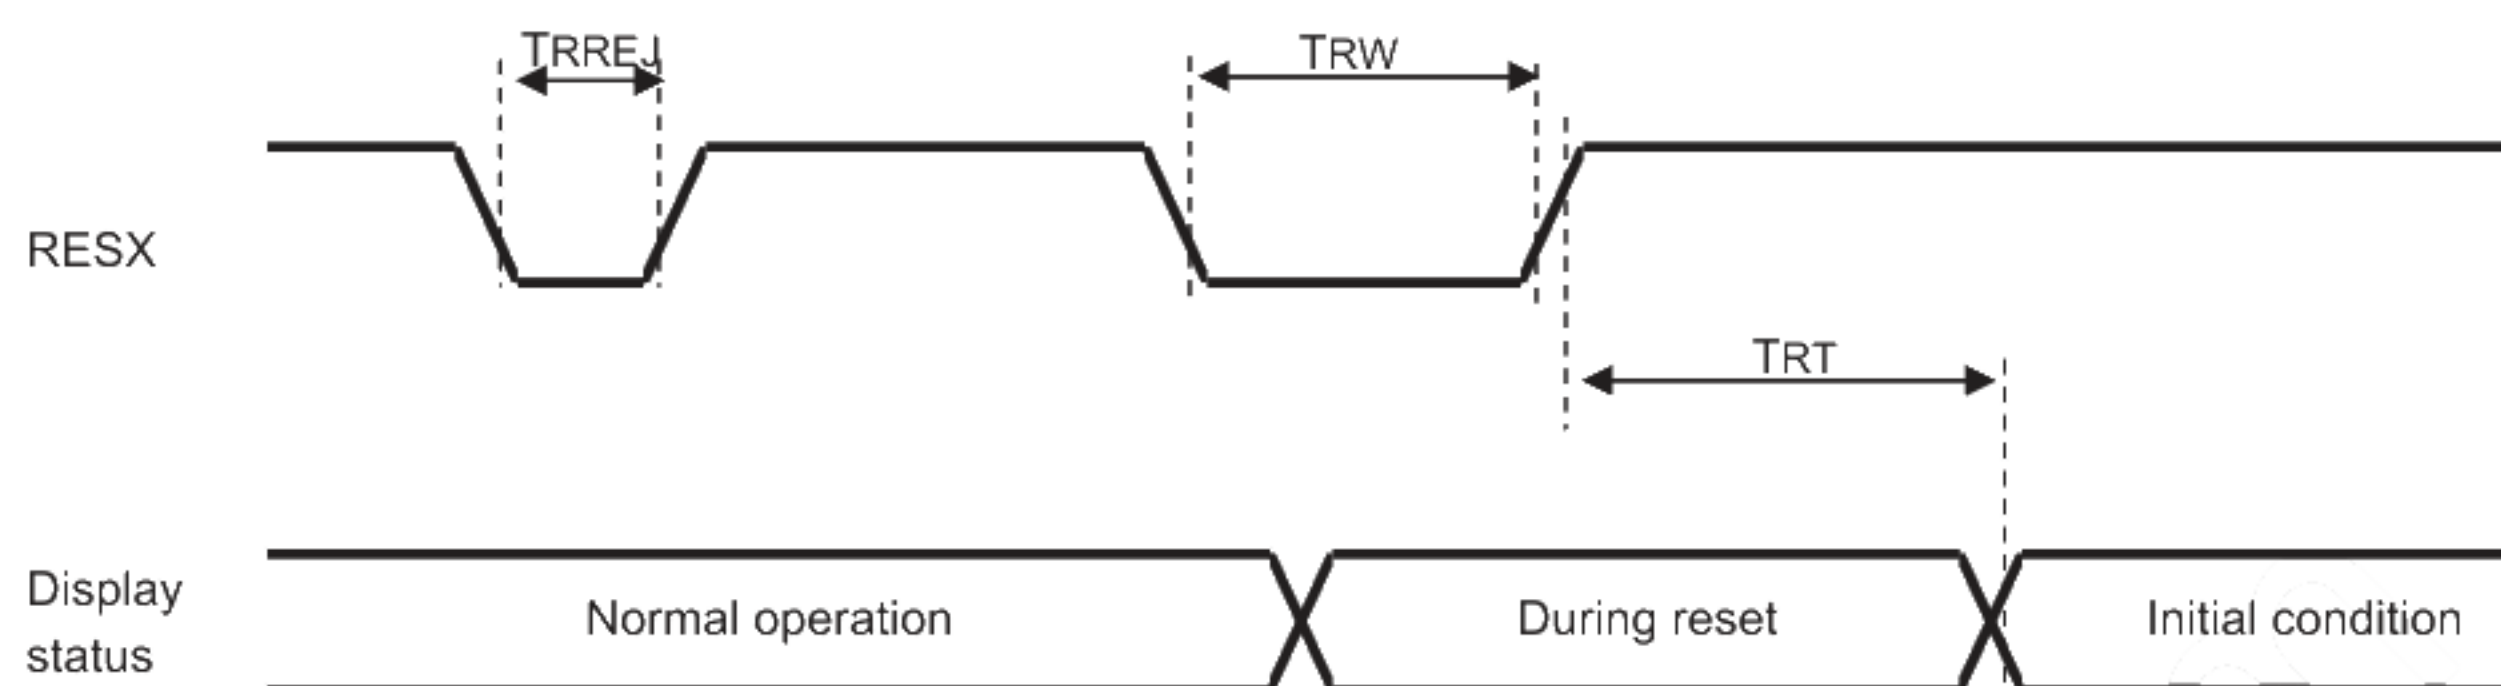 TRREJ
TRW
RESX
TRT
Display
status
Normal operation
During reset
Initial condition